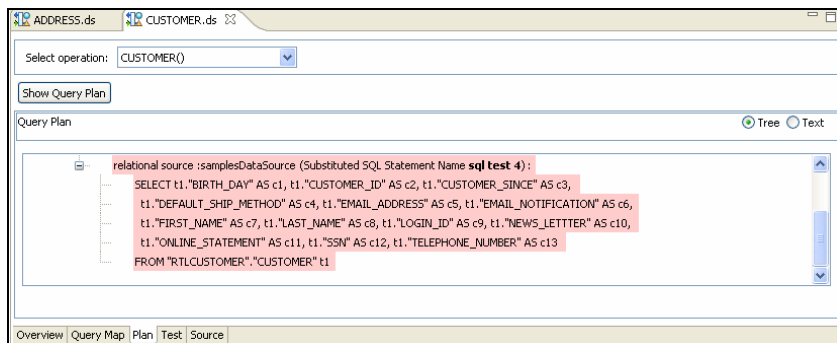 ADDRESS.ds CUSTOMER.ds
Select operation: CUSTOMER()
Show Query Plan
Query Plan Tree Text
relational source :samplesDataSource (Substituted SQL Statement Name sql test 4) :
SELECT t1."BIRTH_DAY" AS c1, t1."CUSTOMER_ID" AS c2, t1."CUSTOMER_SINCE" AS c3,
t1."DEFAULT_SHIP_METHOD" AS c4, t1."EMAIL_ADDRESS" AS c5, t1."EMAIL_NOTIFICATION" AS c6,
t1."FIRST_NAME" AS c7, t1."LAST_NAME" AS c8, t1."LOGIN_ID" AS c9, t1."NEWS_LETTTER" AS c10,
t1."ONLINE_STATEMENT" AS c11, t1."SSN" AS c12, t1."TELEPHONE_NUMBER" AS c13
FROM "RTLCUSTOMER"."CUSTOMER" t1
Overview Query Map Plan Test Source